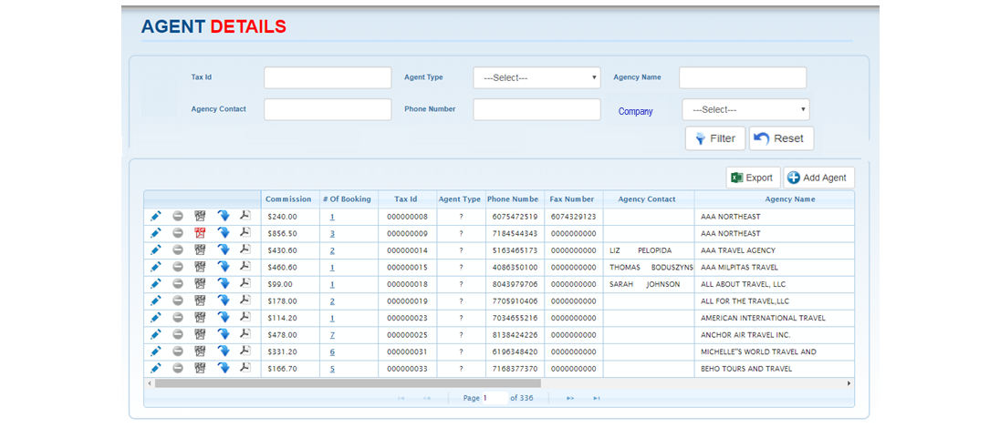 AGENT DETAILS
Tax Id Agent Type ---Select--- Agency Name
Agency Contact Phone Number Company ---Select---
Filter Reset
Export Add Agent
Commission # Of Booking Tax Id Agent Type Phone Numbe Fax Number Agency Contact Agency Name
$240.00 1 000000008 ? 6075472519 6074329123 AAA NORTHEAST
$856.50 3 000000009 ? 7184544343 0000000000 AAA NORTHEAST
$430.60 2 000000014 ? 5163465173 0000000000 LIZ PELOPIDA AAA TRAVEL AGENCY
$460.60 1 000000015 ? 4086350100 0000000000 THOMAS BODUSZYNS AAA MILPITAS TRAVEL
$99.00 1 000000018 ? 8043979706 0000000000 SARAH JOHNSON ALL ABOUT TRAVEL, LLC
$178.00 2 000000019 ? 7705910406 0000000000 ALL FOR THE TRAVEL,LLC
$114.20 1 000000023 ? 7034655216 0000000000 AMERICAN INTERNATIONAL TRAVEL
$478.00 7 000000025 ? 8138424226 0000000000 ANCHOR AIR TRAVEL INC.
$331.20 6 000000031 ? 6196348420 0000000000 MICHELLE"S WORLD TRAVEL AND
$166.70 5 000000033 ? 7168377370 0000000000 BEHO TOURS AND TRAVEL
Page 1 of 336